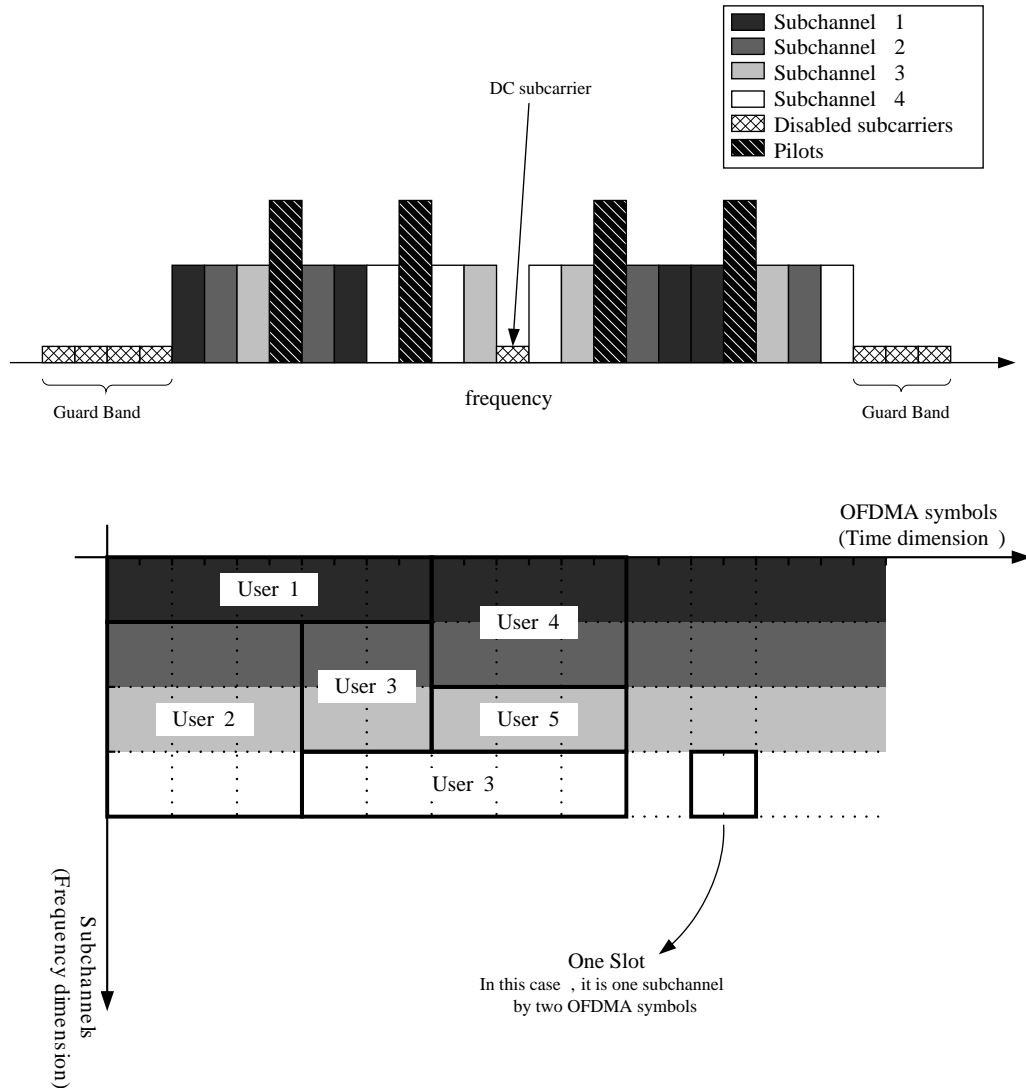 Subchannel 1
Subchannel 2
Subchannel 3
Subchannel 4
Disabled subcarriers
Pilots
DC subcarrier
frequency
Guard Band
Guard Band
OFDMA symbols
(Time dimension )
User 1
User 4
User 3
User 2
User 5
User 3
Subchannels
(Frequency dimension)
One Slot
In this case , it is one subchannel
by two OFDMA symbols